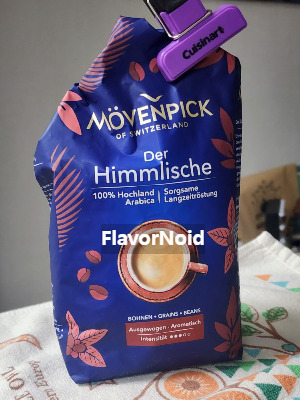 Cuisinart
MÖVENPICK
OF SWITZERLAND
Der
Himmlische
100% Hochland Arabica
Sorgsame Langzeitröstung
FlavorNoid
BOHNEN • GRAINS • BEANS
Ausgewogen · Aromatisch
Intensität